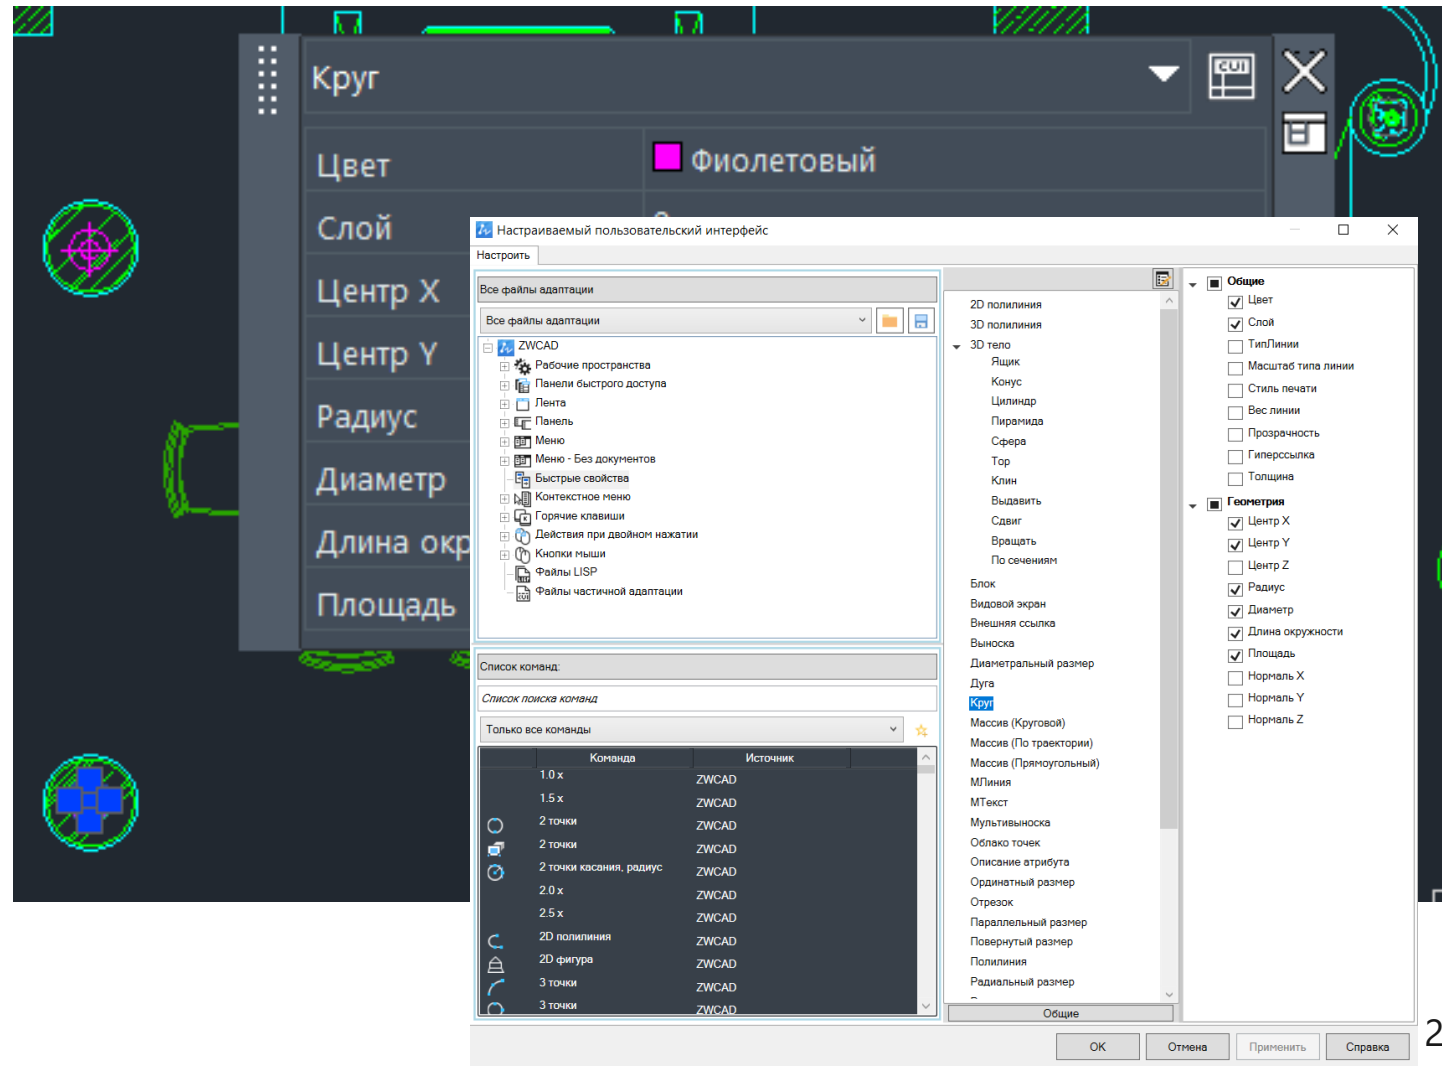 Круг
CUI
Цвет
Фиолетовый
Слой
Центр X
Центр Y
Радиус
Диаметр
Длина окр
Площадь
Настраиваемый пользовательский интерфейс
Настроить
Все файлы адаптации
Все файлы адаптации
ZWCAD
Рабочие пространства
Панели быстрого доступа
Лента
Панель
Меню
Меню - Без документов
Быстрые свойства
Контекстное меню
Горячие клавиши
Действия при двойном нажатии
Кнопки мыши
Файлы LISP
Файлы частичной адаптации
Список команд:
Список поиска команд
Только все команды
Команда Источник
1.0 x ZWCAD
1.5 x ZWCAD
2 точки ZWCAD
2 точки ZWCAD
2 точки касания, радиус ZWCAD
2.0 x ZWCAD
2.5 x ZWCAD
2D полилиния ZWCAD
2D фигура ZWCAD
3 точки ZWCAD
3 точки ZWCAD
2D полилиния
3D полилиния
3D тело
Ящик
Конус
Цилиндр
Пирамида
Сфера
Тор
Клин
Выдавить
Сдвиг
Вращать
По сечениям
Блок
Видовой экран
Внешняя ссылка
Выноска
Диаметральный размер
Дуга
Круг
Массив (Круговой)
Массив (По траектории)
Массив (Прямоугольный)
МЛиния
МТекст
Мультивыноска
Облако точек
Описание атрибута
Ординатный размер
Отрезок
Параллельный размер
Повернутый размер
Полилиния
Радиальный размер
Общие
Общие
Цвет
Слой
ТипЛинии
Масштаб типа линии
Стиль печати
Вес линии
Прозрачность
Гиперссылка
Толщина
Геометрия
Центр X
Центр Y
Центр Z
Радиус
Диаметр
Длина окружности
Площадь
Нормаль X
Нормаль Y
Нормаль Z
OK Отмена Применить Справка
2